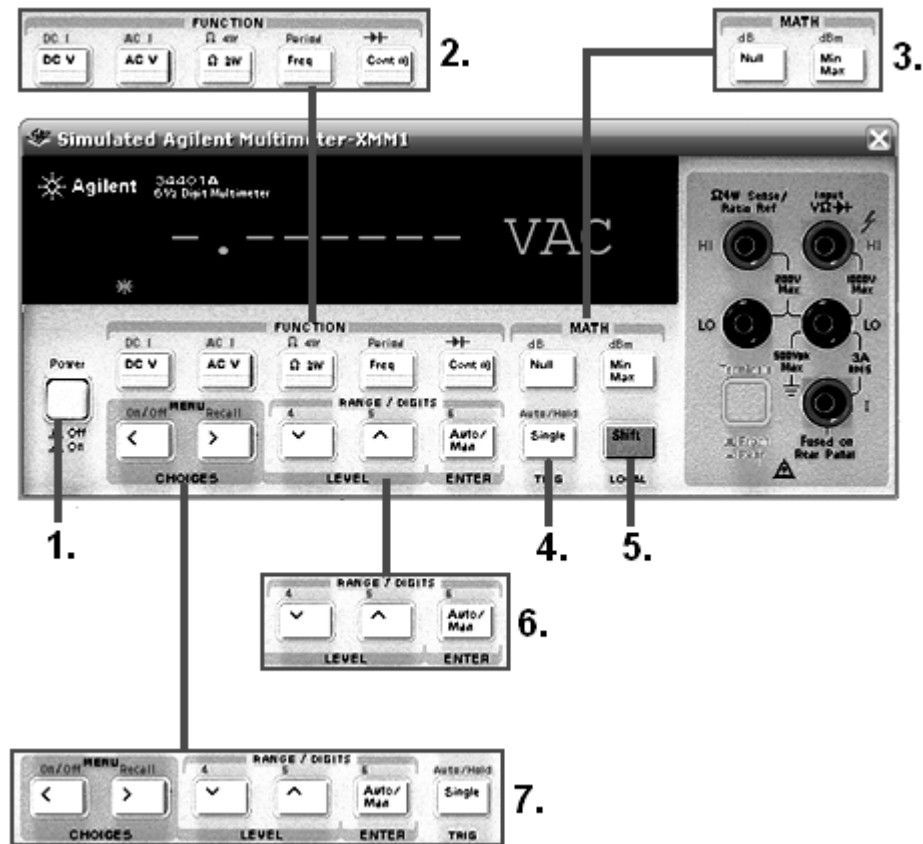 FUNCTION
DC I AC I Ω 4W Period
DC V AC V Ω 2W Freq Cont
2.
MATH
dB dBm
Null Min Max
3.
Simulated Agilent Multimeter-XMM1
Agilent 34401A
6½ Digit Multimeter
VAC
Power
Off
On
FUNCTION
DC I AC I Ω 4W Period
DC V AC V Ω 2W Freq Cont
MATH
dB dBm
Null Min Max
MENU
On/Off Recall
< >
CHOICES
RANGE / DIGITS
4 5 6
Auto/ Man
LEVEL ENTER
Auto/Hold
Single Shift
TRIG LOCAL
Ω4W Sense/ Ratio Ref
Input VΩ
HI HI
200V Max
1000V Max
LO LO
500Vpk Max
3A RMS
Terminals
I
Front
Rear
Fused on Rear Panel
1.
4.
5.
RANGE / DIGITS
4 5 6
Auto/ Man
LEVEL ENTER
6.
MENU
On/Off Recall
< >
CHOICES
RANGE / DIGITS
4 5 6
Auto/ Man
LEVEL ENTER
Auto/Hold
Single
TRIG
7.